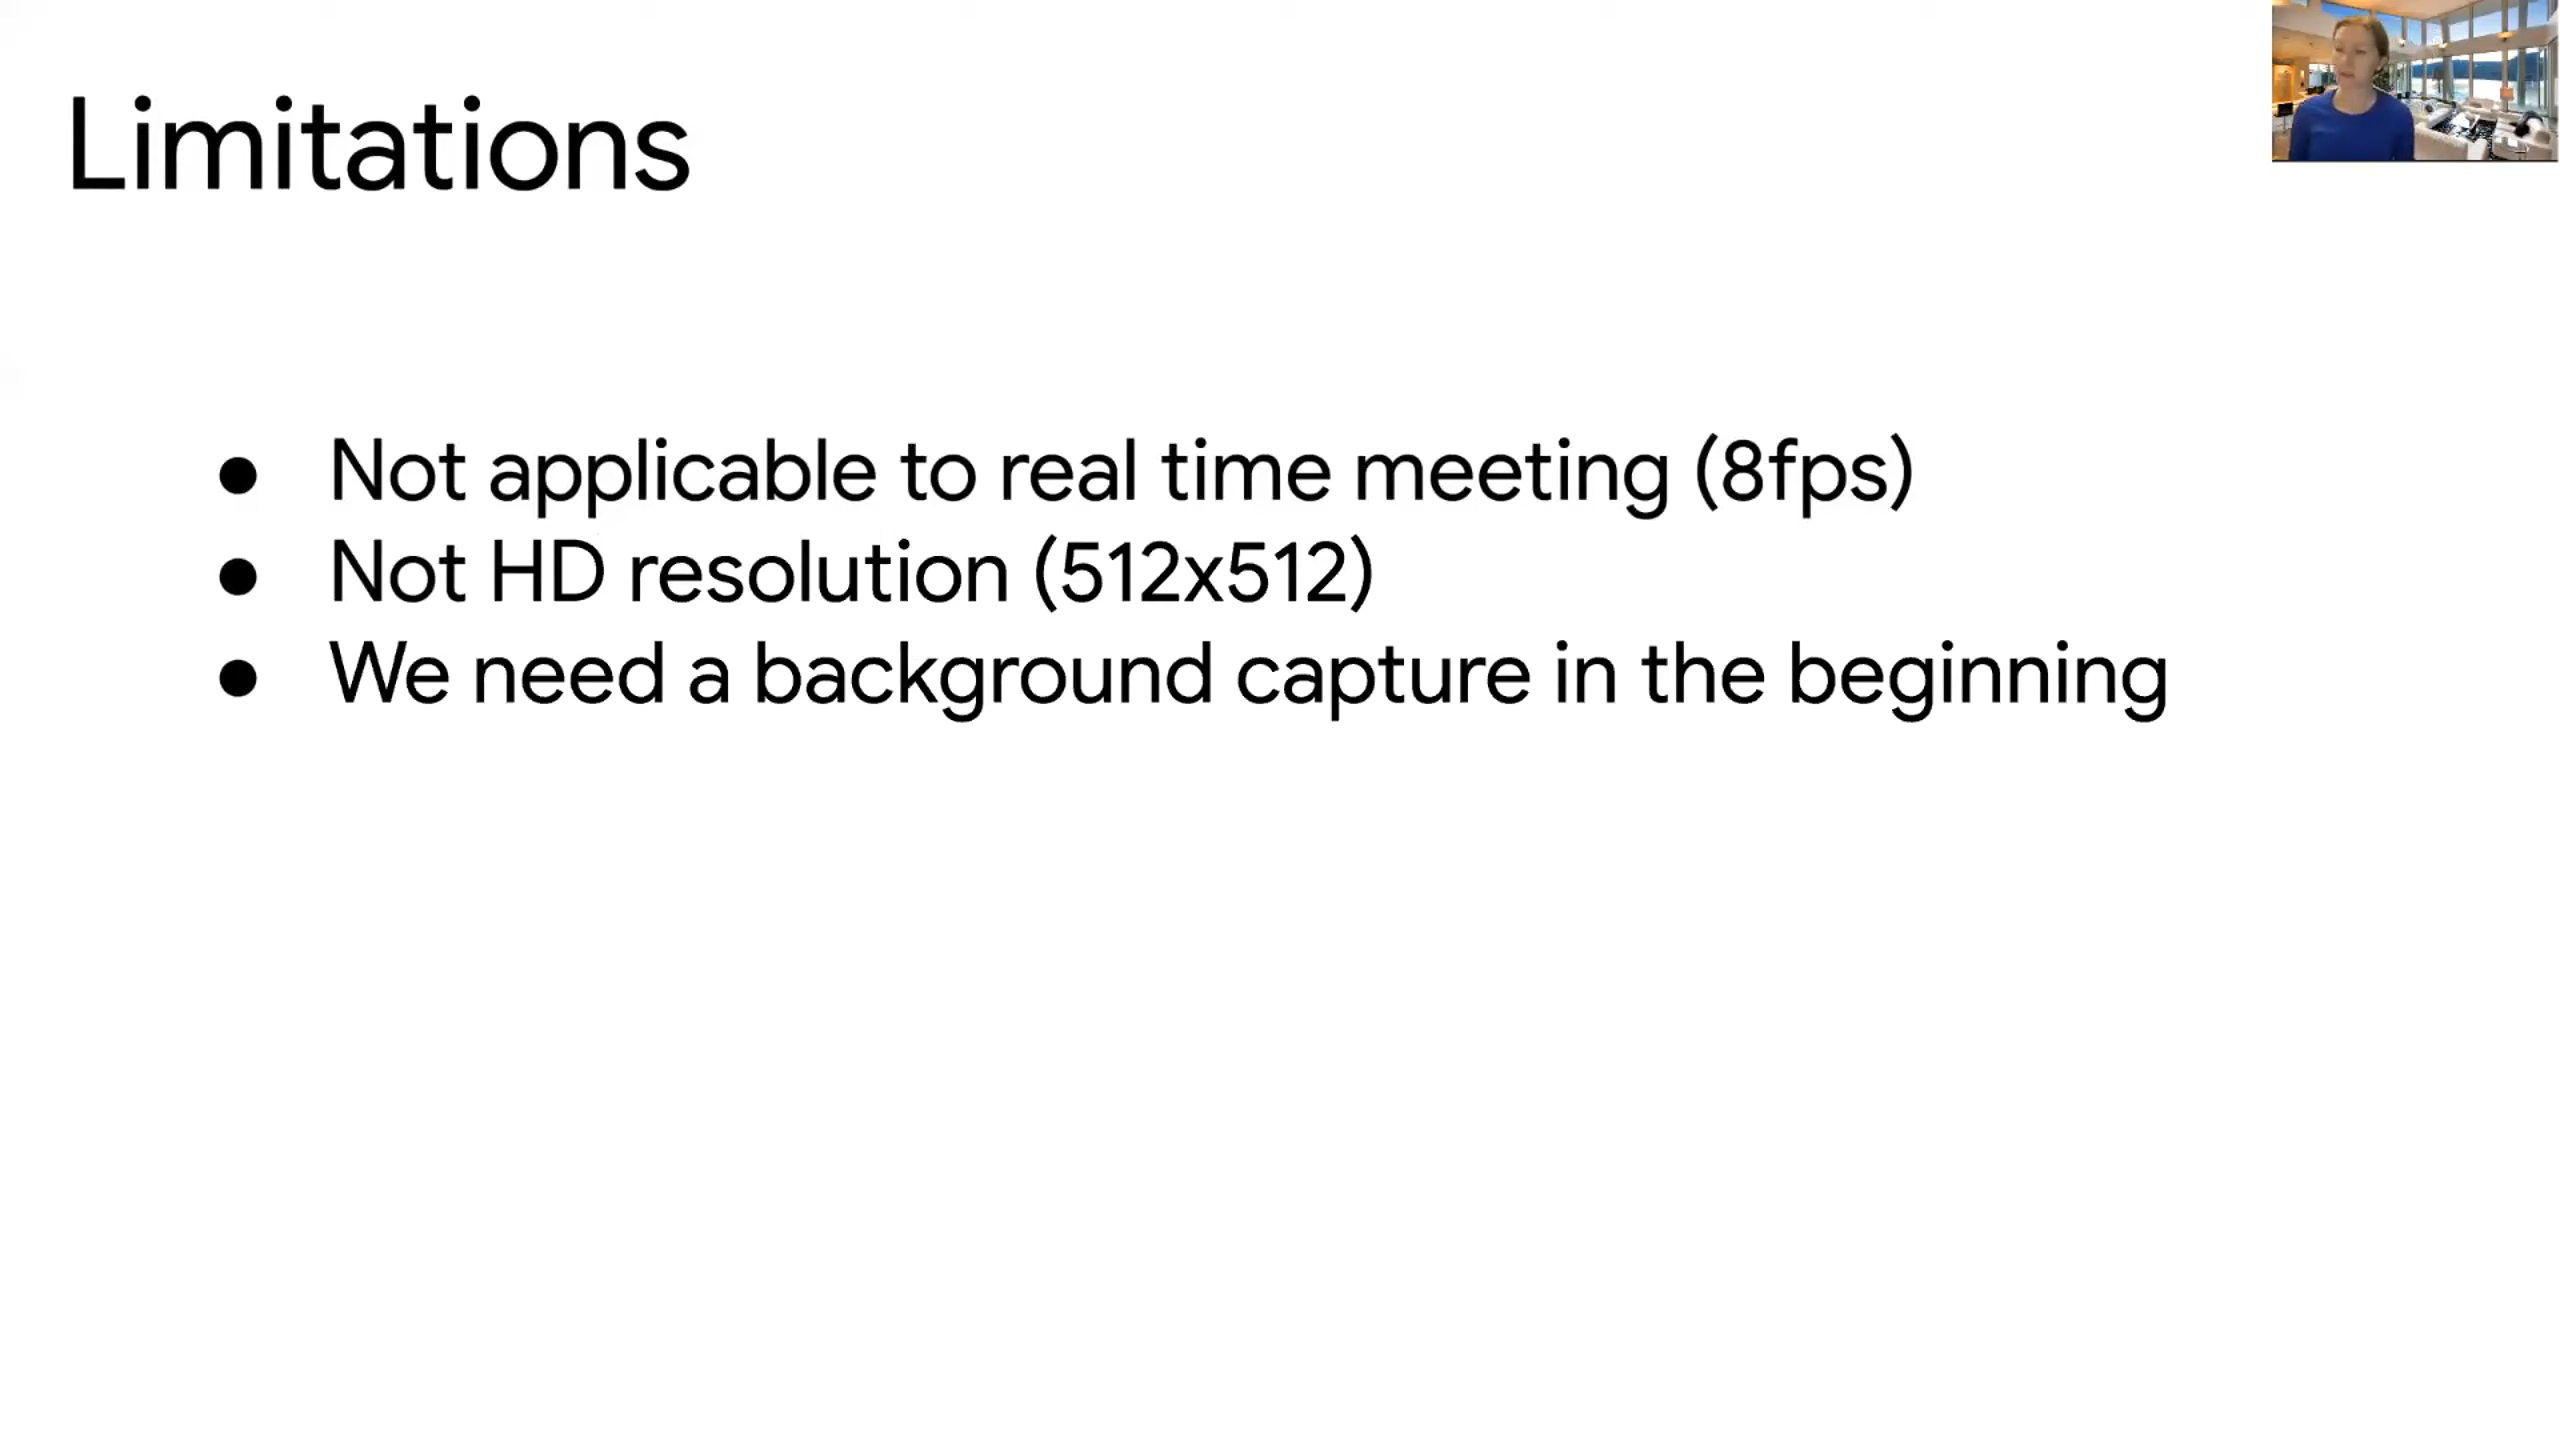 Limitations
● Not applicable to real time meeting (8fps)
● Not HD resolution (512x512)
● We need a background capture in the beginning